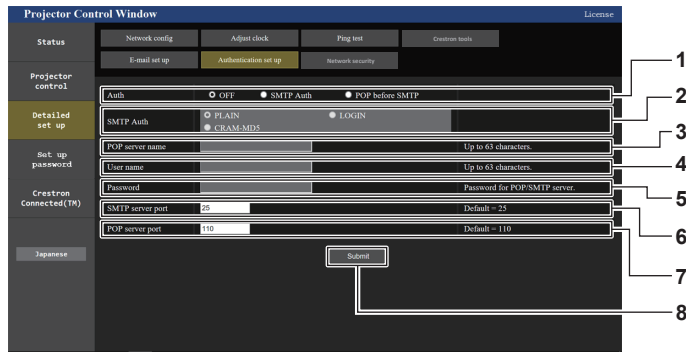 Projector Control Window License
Status
Network config Adjust clock Ping test Crestron tools
E-mail set up Authentication set up Network security
Projector
control
Detailed
set up
Set up
password
Crestron
Connected(TM)
Japanese
Auth OFF SMTP Auth POP before SMTP
SMTP Auth PLAIN LOGIN
CRAM-MD5
POP server name Up to 63 characters.
User name Up to 63 characters.
Password Password for POP/SMTP server.
SMTP server port 25 Default = 25
POP server port 110 Default = 110
Submit
1
2
3
4
5
6
7
8